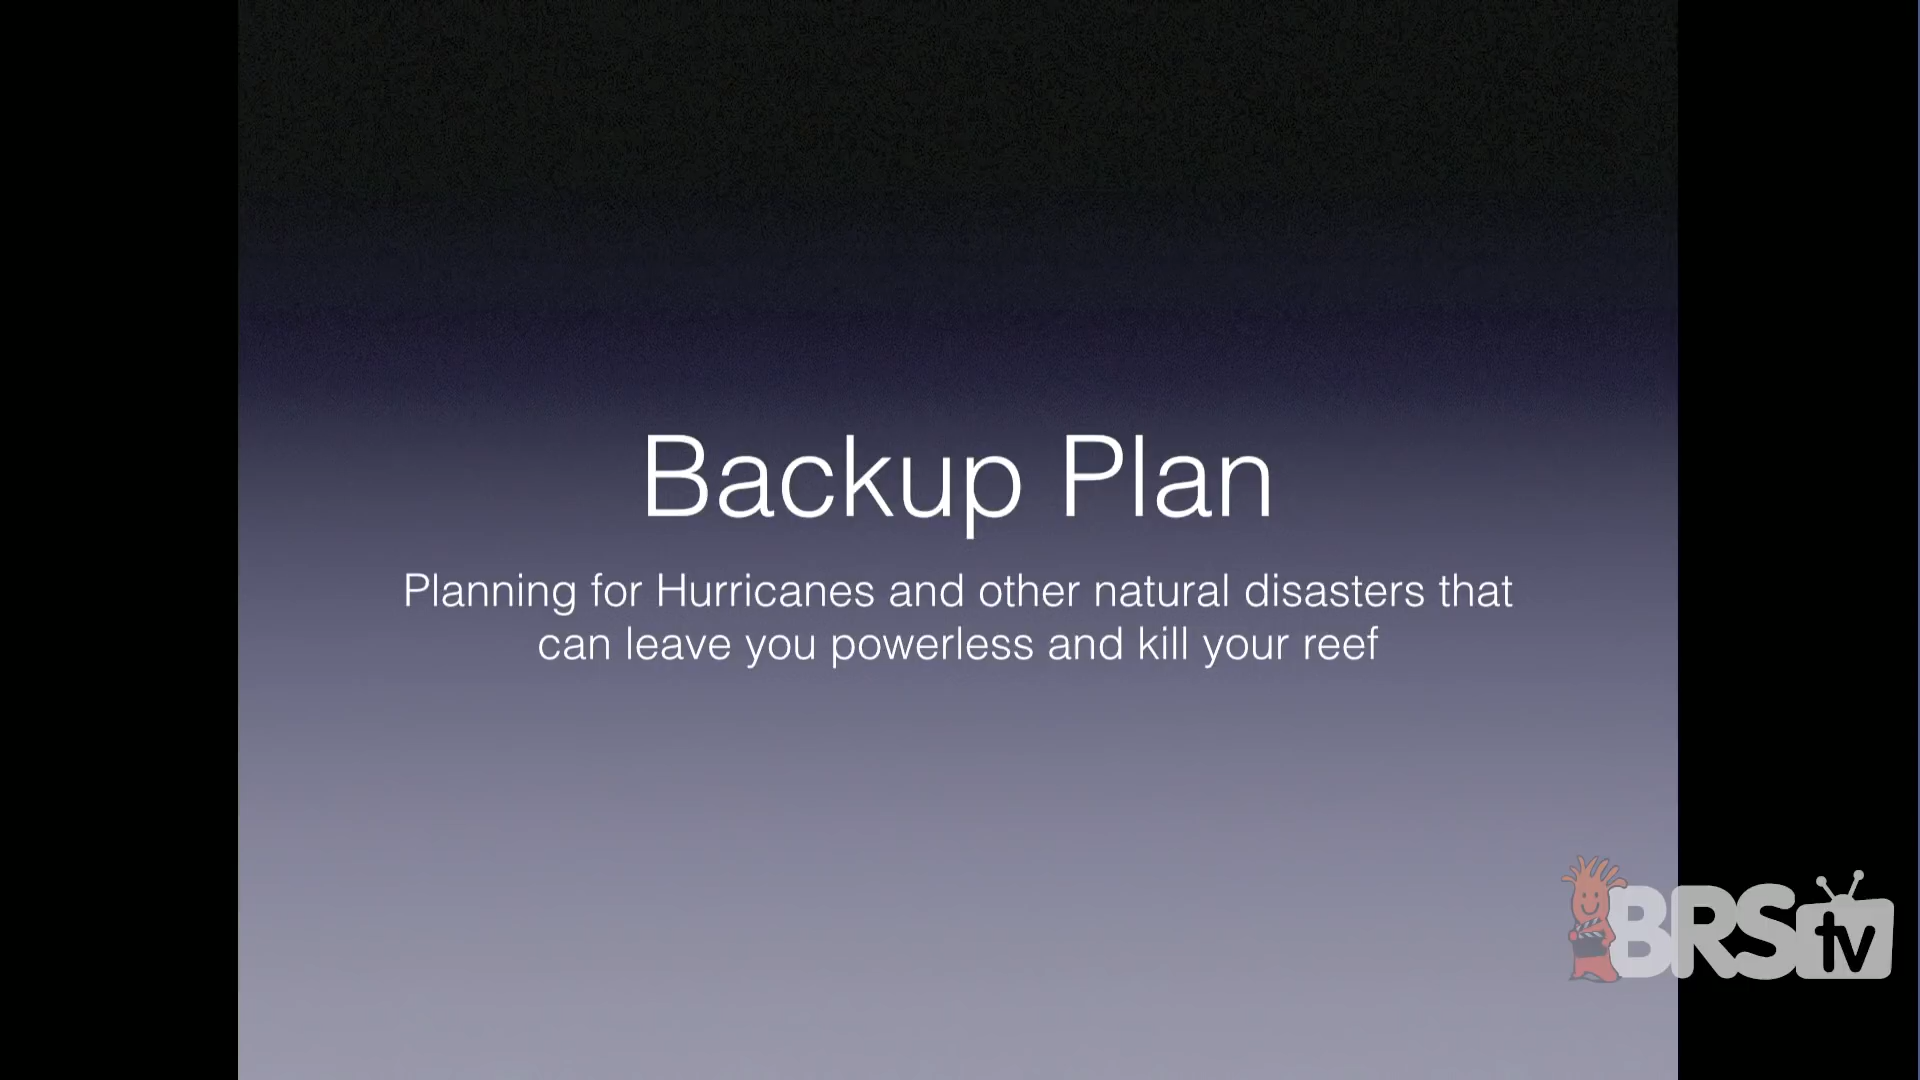 Backup Plan
Planning for Hurricanes and other natural disasters that
can leave you powerless and kill your reef
BRStv